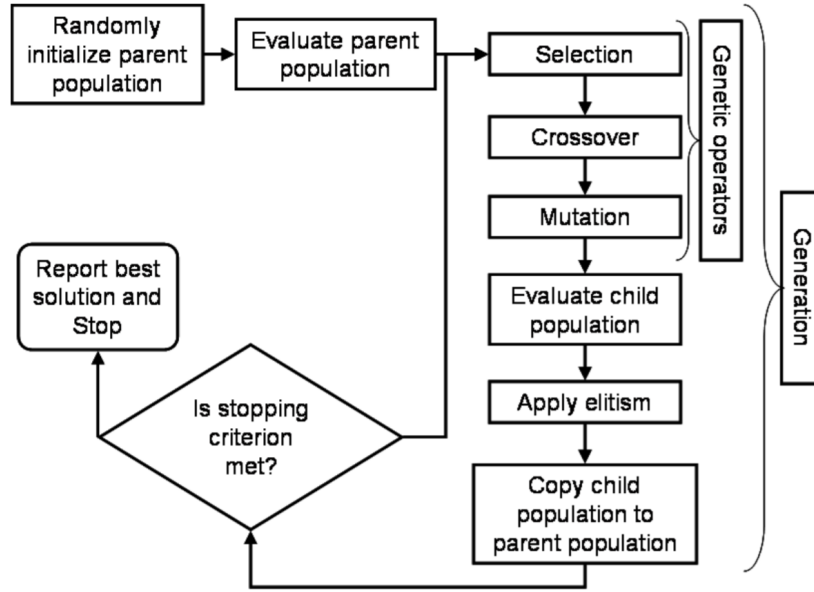 Randomly
initialize parent
population
Evaluate parent
population
Selection
Crossover
Mutation
Genetic operators
Generation
Evaluate child
population
Apply elitism
Copy child
population to
parent population
Is stopping
criterion
met?
Report best
solution and
Stop